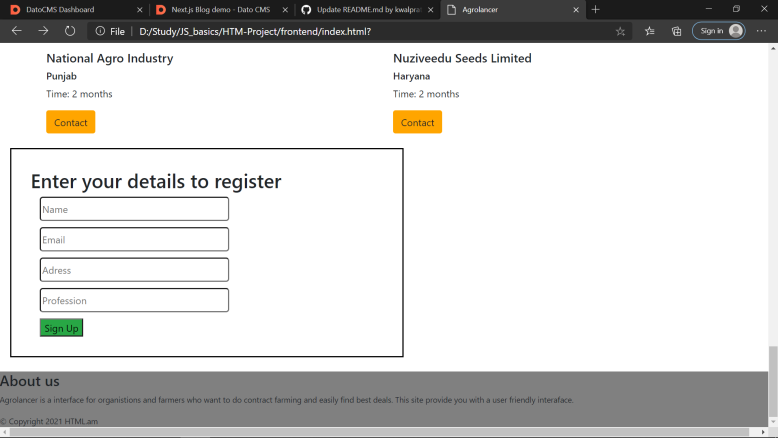 DatoCMS Dashboard
Next.js Blog demo - Dato CMS
Update README.md by kwalprat
Agrolancer
File
D:/Study/JS_basics/HTM-Project/frontend/index.html?
Sign in
National Agro Industry
Nuziveedu Seeds Limited
Punjab
Haryana
Time: 2 months
Time: 2 months
Contact
Contact
Enter your details to register
Name
Email
Adress
Profession
Sign Up
About us
Agrolancer is a interface for organistions and farmers who want to do contract farming and easily find best deals. This site provide you with a user friendly interaface.
© Copyright 2021 HTML.am